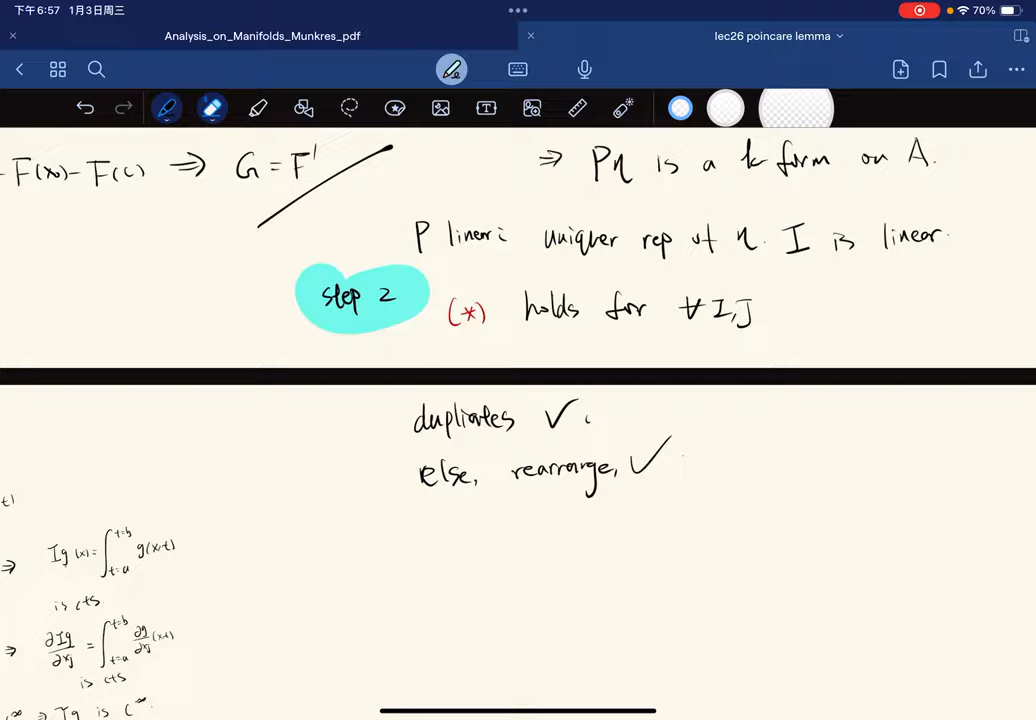 下午6:57 1月3日周三
70%
Analysis_on_Manifolds_Munkres_pdf
lec26 poincare lemma
- F(x) - F(c) ⇒ G = F'
⇒ Pη is a k form on A.
P linear: uniquer rep of η. I is linear.
step 2
(*) holds for ∀ I, J
duplicates ✓.
else, rearrange, ✓
t)
⇒ Ig(x) = ∫_{t=a}^{t=b} g(x,t)
is cts.
⇒ ∂Ig/∂xj = ∫_{t=a}^{t=b} ∂g/∂xj (x,t)
is cts
⇒ Ig is C^∞.